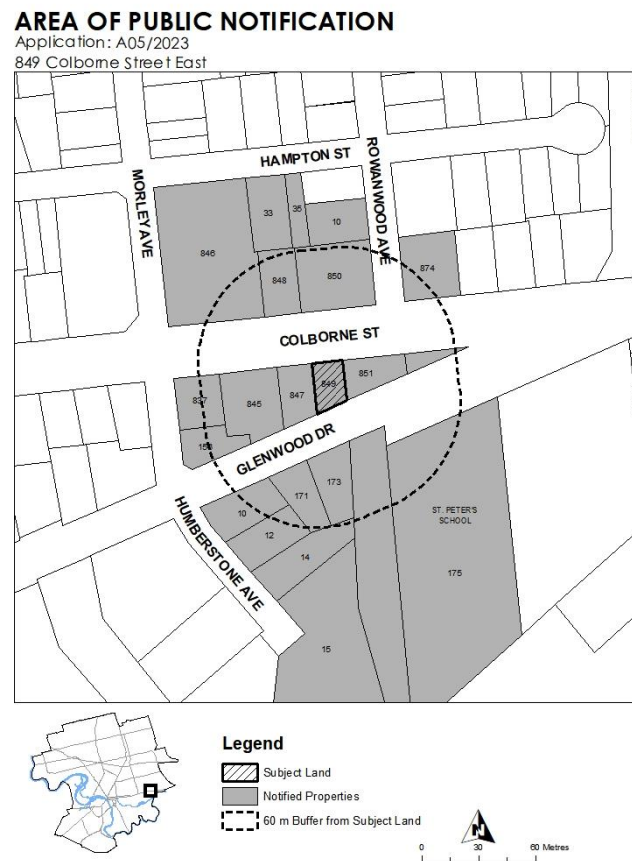 AREA OF PUBLIC NOTIFICATION
Application: A05/2023
849 Colborne Street East
HAMPTON ST
ROWANWOOD AVE
MORLEY AVE
33
35
10
846
848
850
874
COLBORNE ST
849
851
847
845
837
GLENWOOD DR
173
171
10
12
14
HUMBERSTONE AVE
ST. PETER'S
SCHOOL
175
15
Legend
Subject Land
Notified Properties
60 m Buffer from Subject Land
N
0 30 60 Metres